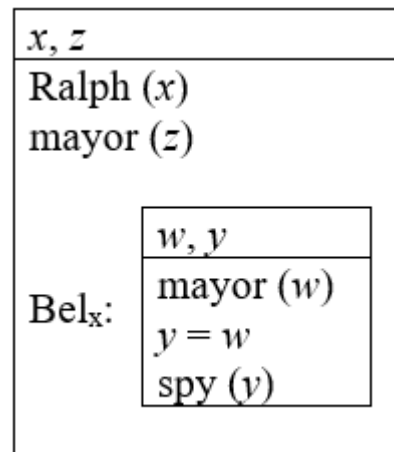 x, z
Ralph (x)
mayor (z)
w, y
mayor (w)
Belₓ:
y = w
spy (y)